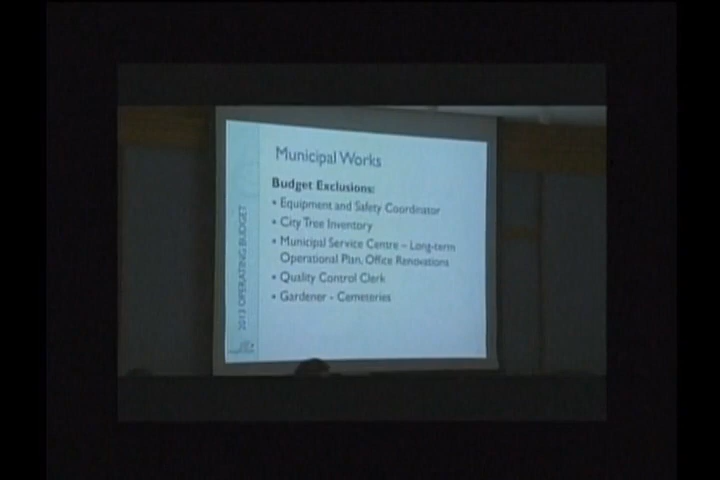 Municipal Works
Budget Exclusions:
• Equipment and Safety Coordinator
• City Tree Inventory
• Municipal Service Centre – Long-term
Operational Plan, Office Renovations
• Quality Control Clerk
• Gardener - Cemeteries
2013 OPERATING BUDGET